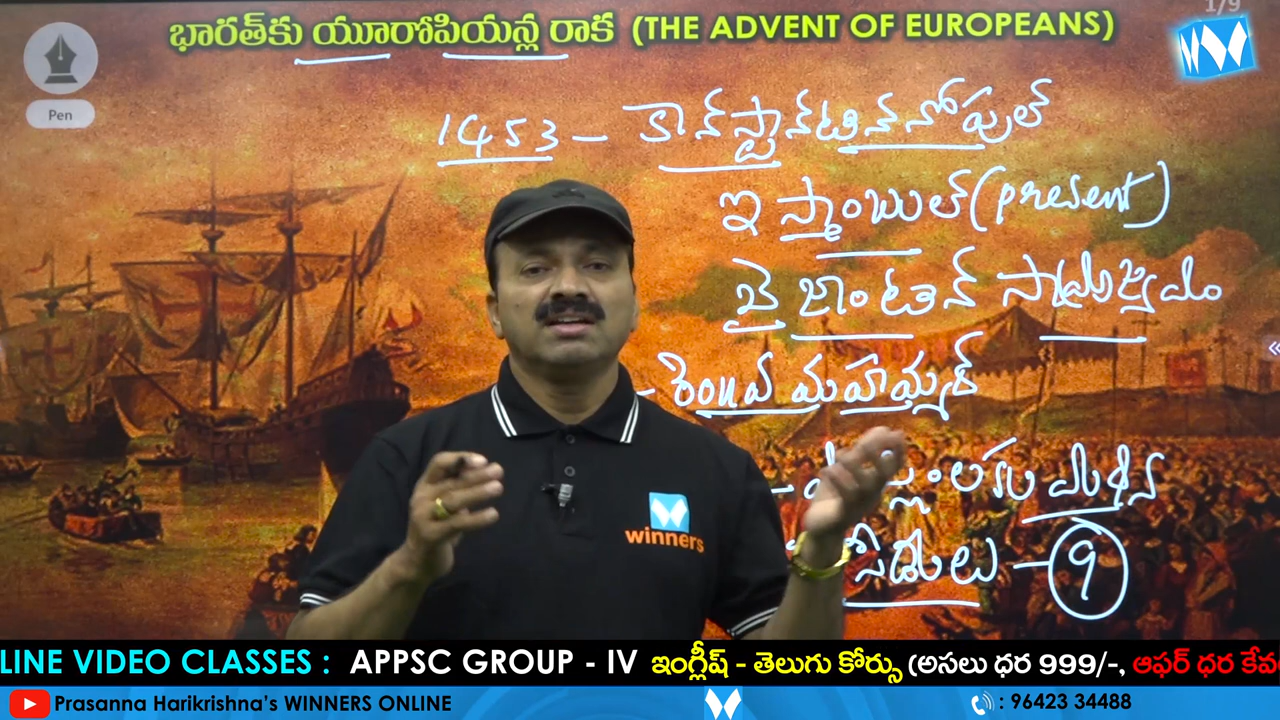 1/9
భారత్‌కు యూరోపియన్ల రాక (THE ADVENT OF EUROPEANS)
Pen
1453 - కాన్‌స్టాన్‌టిన్‌నోపుల్
ఇస్తాంబుల్ (present)
బైజాంటిన్ సామ్రాజ్యం
- రెండవ మహమ్మద్
మధ్య
- 9
winners
LINE VIDEO CLASSES : APPSC GROUP - IV ఇంగ్లీష్ - తెలుగు కోర్సు (అసలు ధర 999/-, ఆఫర్ ధర కేవ
Prasanna Harikrishna's WINNERS ONLINE : 96423 34488